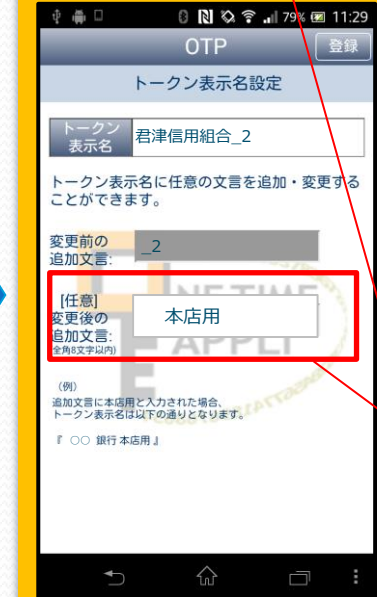 79% 11:29
OTP 登録
トークン表示名設定
トークン
表示名
君津信用組合_2
トークン表示名に任意の文言を追加・変更する
ことができます。
変更前の
追加文言:
_2
[任意]
変更後の
追加文言:
(全角8文字以内)
本店用
(例)
追加文言に本店用と入力された場合、
トークン表示名は以下の通りとなります。
『 ○○ 銀行 本店用 』